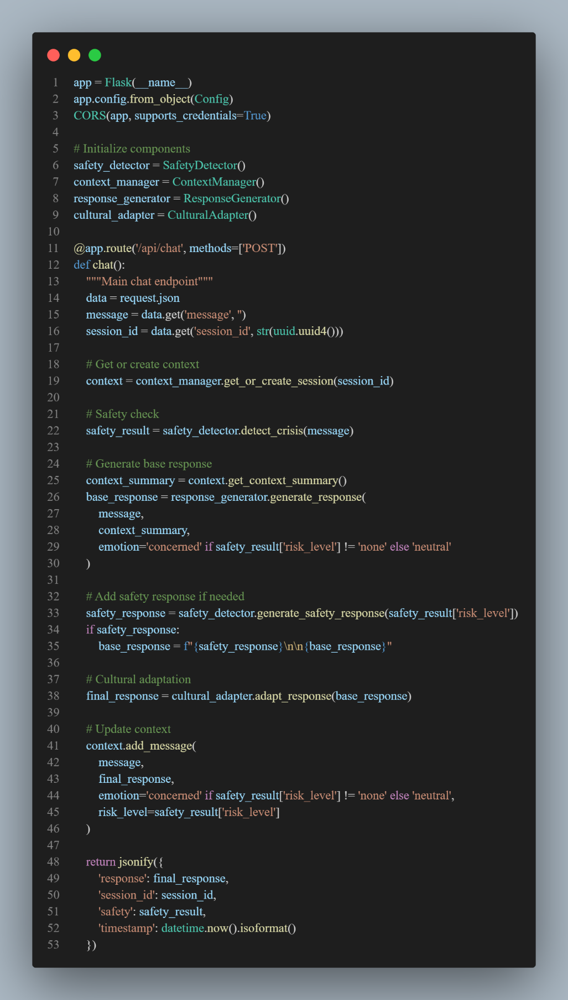 1 app = Flask(__name__)
2 app.config.from_object(Config)
3 CORS(app, supports_credentials=True)
4
5 # Initialize components
6 safety_detector = SafetyDetector()
7 context_manager = ContextManager()
8 response_generator = ResponseGenerator()
9 cultural_adapter = CulturalAdapter()
10
11 @app.route('/api/chat', methods=['POST'])
12 def chat():
13     """Main chat endpoint"""
14     data = request.json
15     message = data.get('message', '')
16     session_id = data.get('session_id', str(uuid.uuid4()))
17
18     # Get or create context
19     context = context_manager.get_or_create_session(session_id)
20
21     # Safety check
22     safety_result = safety_detector.detect_crisis(message)
23
24     # Generate base response
25     context_summary = context.get_context_summary()
26     base_response = response_generator.generate_response(
27         message,
28         context_summary,
29         emotion='concerned' if safety_result['risk_level'] != 'none' else 'neutral'
30     )
31
32     # Add safety response if needed
33     safety_response = safety_detector.generate_safety_response(safety_result['risk_level'])
34     if safety_response:
35         base_response = f"{safety_response}\n\n{base_response}"
36
37     # Cultural adaptation
38     final_response = cultural_adapter.adapt_response(base_response)
39
40     # Update context
41     context.add_message(
42         message,
43         final_response,
44         emotion='concerned' if safety_result['risk_level'] != 'none' else 'neutral',
45         risk_level=safety_result['risk_level']
46     )
47
48     return jsonify({
49         'response': final_response,
50         'session_id': session_id,
51         'safety': safety_result,
52         'timestamp': datetime.now().isoformat()
53     })